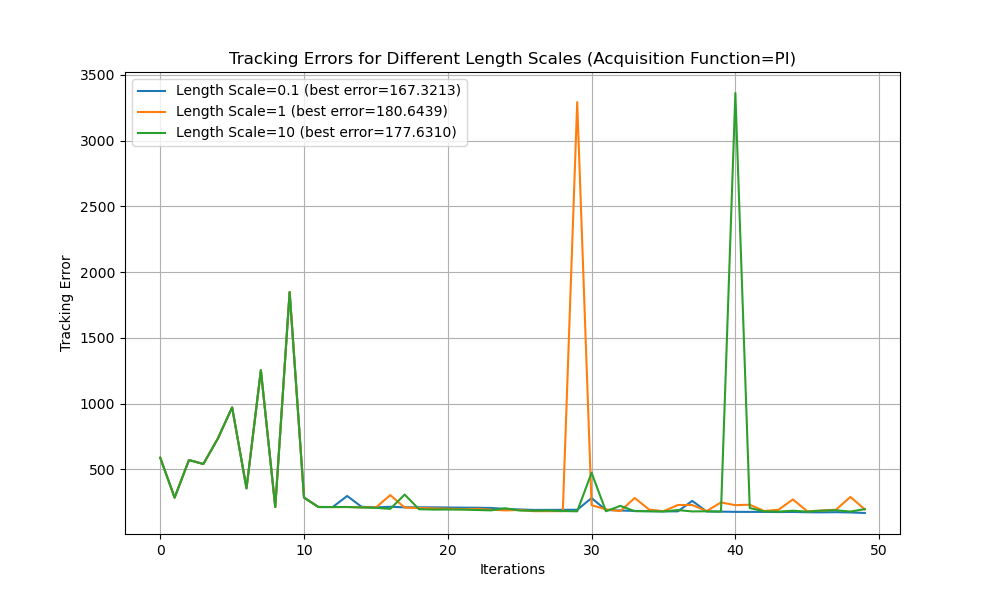 Tracking Errors for Different Length Scales (Acquisition Function=PI)
Length Scale=0.1 (best error=167.3213)
Length Scale=1 (best error=180.6439)
Length Scale=10 (best error=177.6310)
Tracking Error
3500
3000
2500
2000
1500
1000
500
0 10 20 30 40 50
Iterations